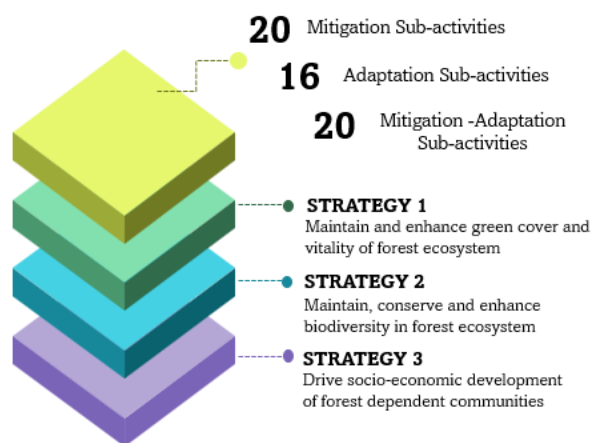 20 Mitigation Sub-activities
16 Adaptation Sub-activities
20 Mitigation -Adaptation
Sub-activities
STRATEGY 1
Maintain and enhance green cover and
vitality of forest ecosystem
STRATEGY 2
Maintain, conserve and enhance
biodiversity in forest ecosystem
STRATEGY 3
Drive socio-economic development
of forest dependent communities